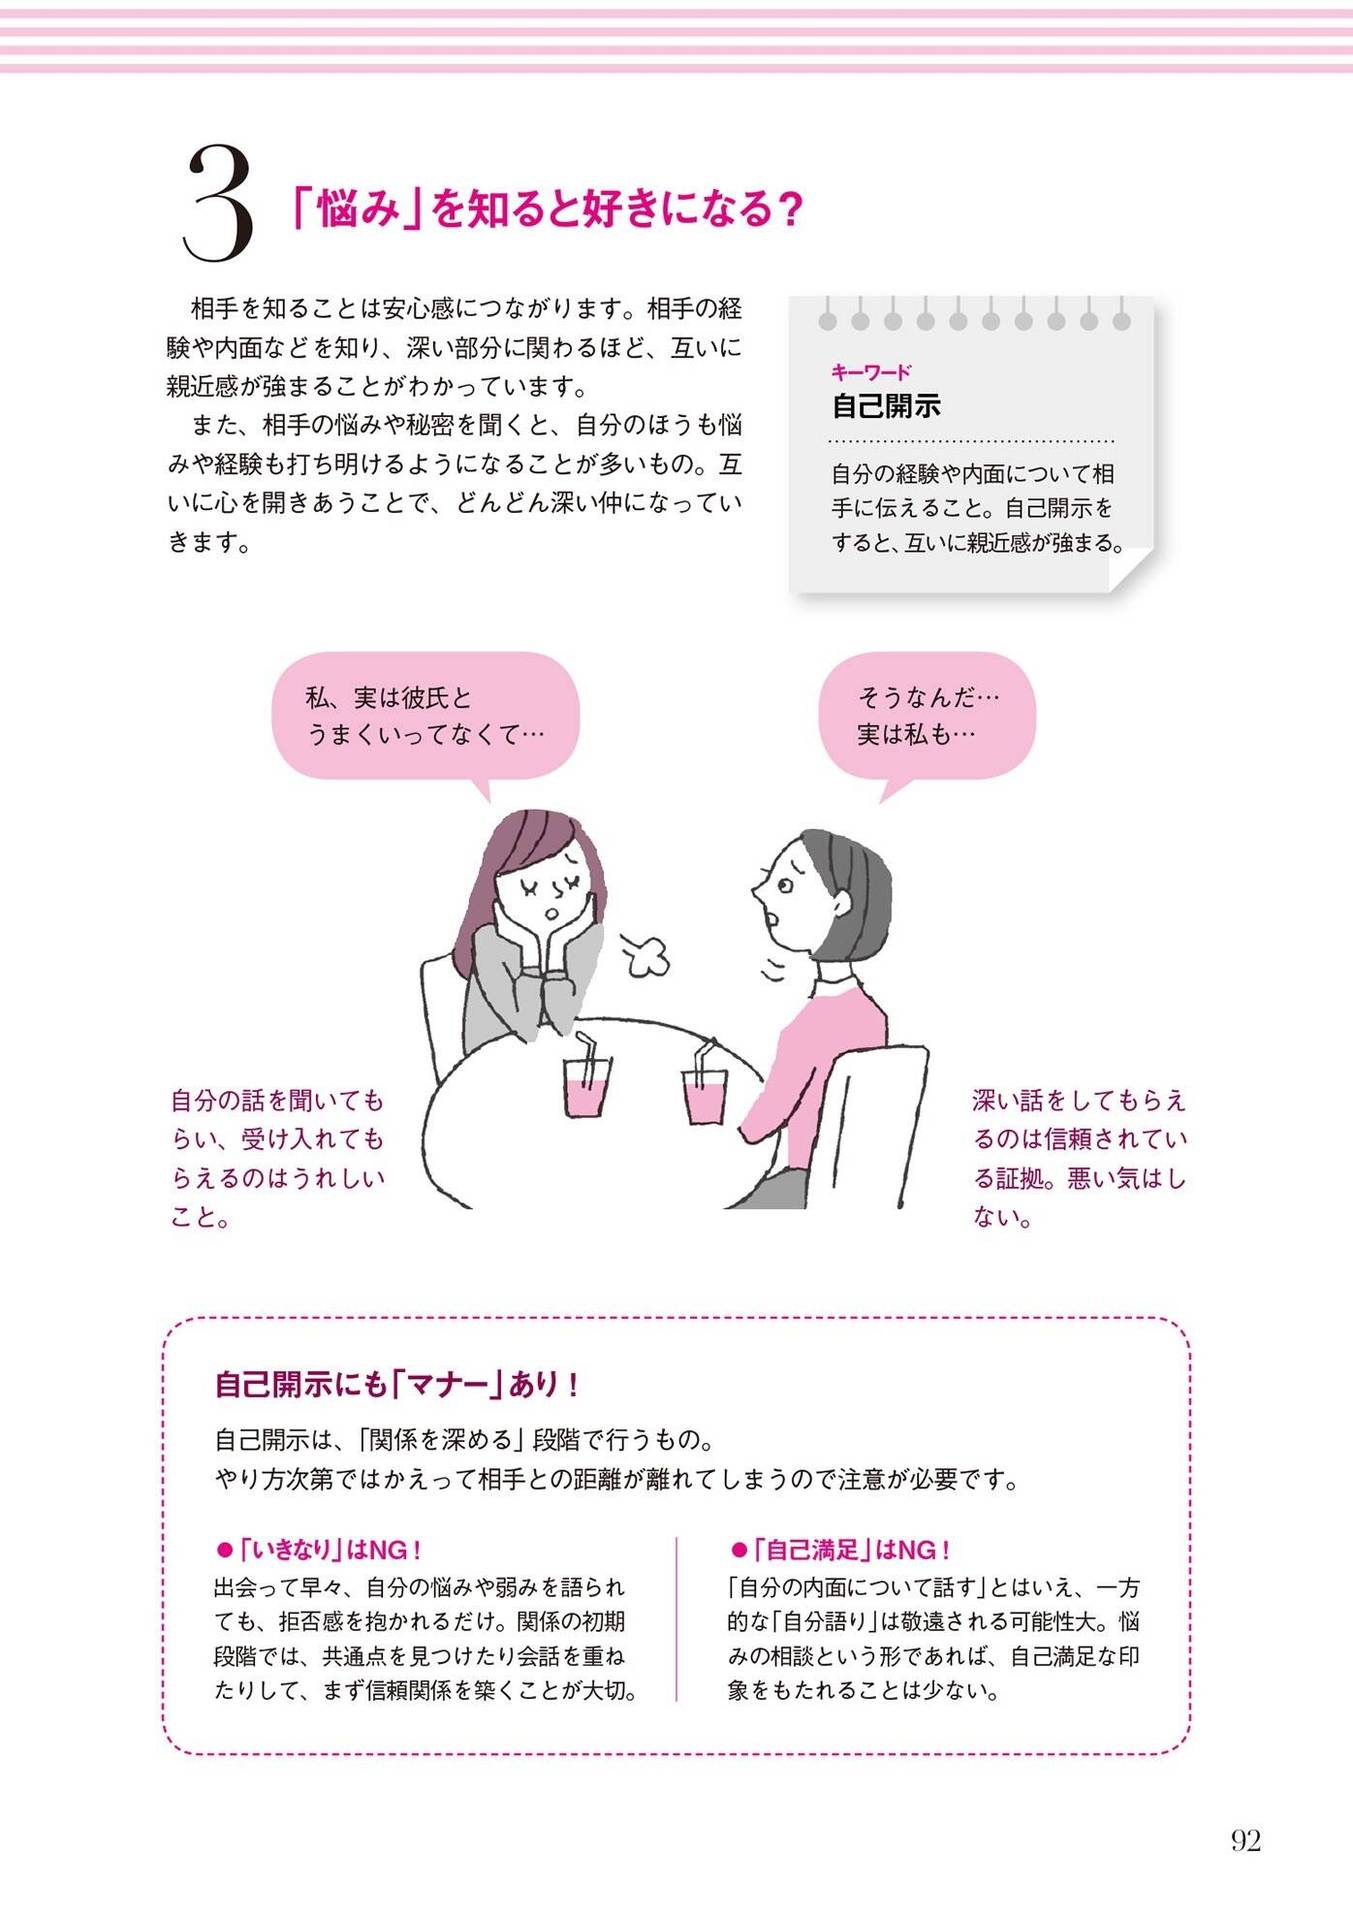 3
「悩み」を知ると好きになる？
相手を知ることは安心感につながります。相手の経
験や内面などを知り、深い部分に関わるほど、互いに
親近感が強まることがわかっています。
また、相手の悩みや秘密を聞くと、自分のほうも悩
みや経験も打ち明けるようになることが多いもの。互
いに心を開きあうことで、どんどん深い仲になってい
きます。
キーワード
自己開示
自分の経験や内面について相
手に伝えること。自己開示を
すると、互いに親近感が強まる。
私、実は彼氏と
うまくいってなくて…
そうなんだ…
実は私も…
自分の話を聞いても
らい、受け入れても
らえるのはうれしい
こと。
深い話をしてもらえ
るのは信頼されてい
る証拠。悪い気はし
ない。
自己開示にも「マナー」あり！
自己開示は、「関係を深める」段階で行うもの。
やり方次第ではかえって相手との距離が離れてしまうので注意が必要です。
●「いきなり」はNG！
出会って早々、自分の悩みや弱みを語られ
ても、拒否感を抱かれるだけ。関係の初期
段階では、共通点を見つけたり会話を重ね
たりして、まず信頼関係を築くことが大切。
●「自己満足」はNG！
「自分の内面について話す」とはいえ、一方
的な「自分語り」は敬遠される可能性大。悩
みの相談という形であれば、自己満足な印
象をもたれることは少ない。
92